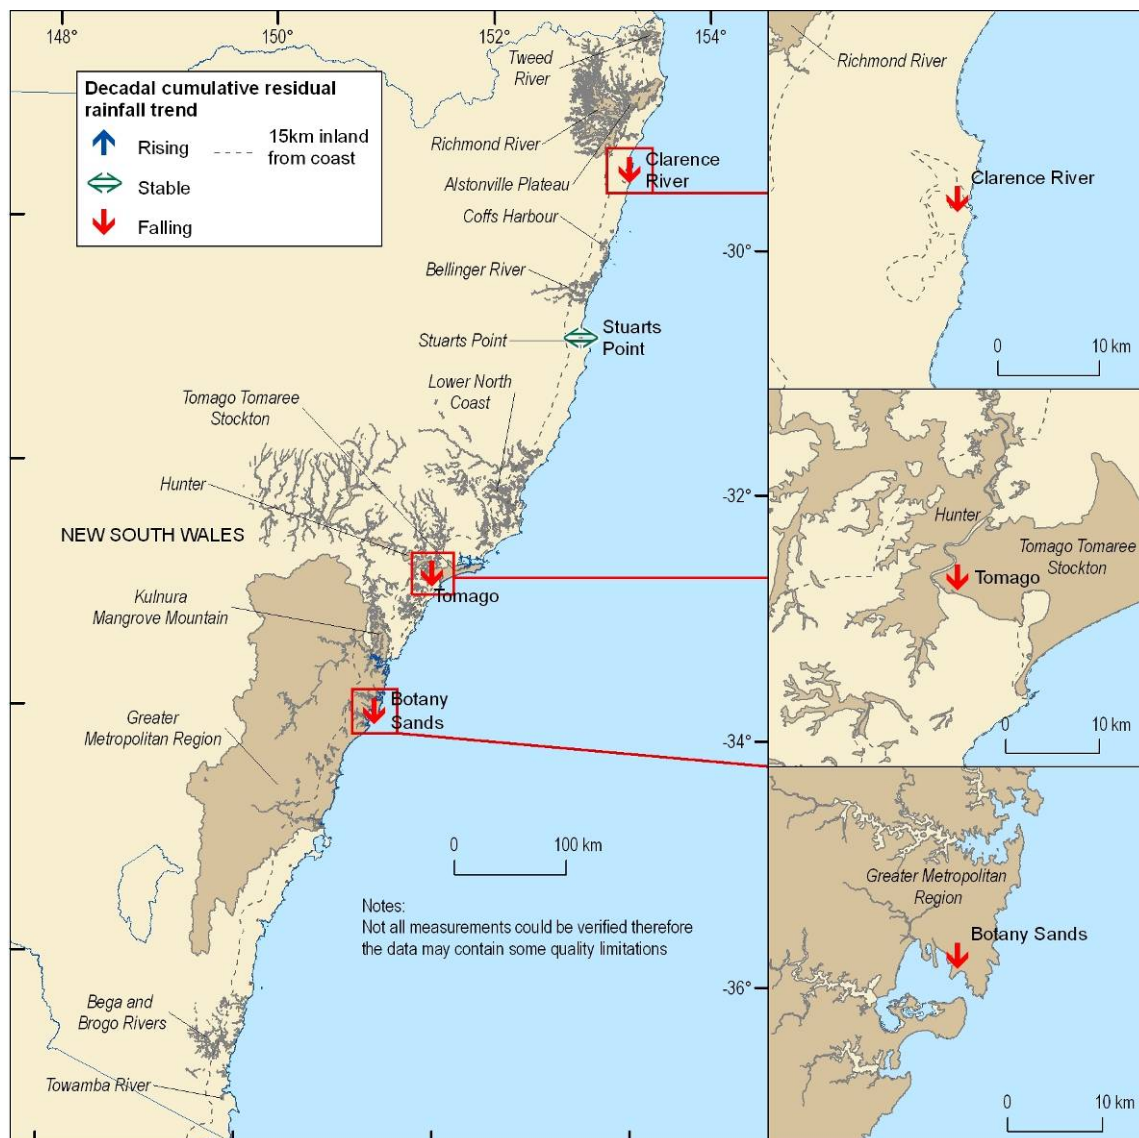 148°
150°
152°
154°
Decadal cumulative residual
rainfall trend
Rising
Stable
Falling
15km inland
from coast
Tweed
River
Richmond River
Alstonville Plateau
Clarence
River
Coffs Harbour
Bellinger River
-30°
Stuarts Point
Stuarts
Point
Lower North
Coast
Tomago Tomaree
Stockton
Hunter
-32°
NEW SOUTH WALES
Tomago
Kulnura
Mangrove Mountain
Botany
Sands
Greater
Metropolitan Region
-34°
0 100 km
Notes:
Not all measurements could be verified therefore
the data may contain some quality limitations
-36°
Bega and
Brogo Rivers
Towamba River
Richmond River
Clarence River
0 10 km
Hunter
Tomago Tomaree
Stockton
Tomago
0 10 km
Greater Metropolitan
Region
Botany Sands
0 10 km